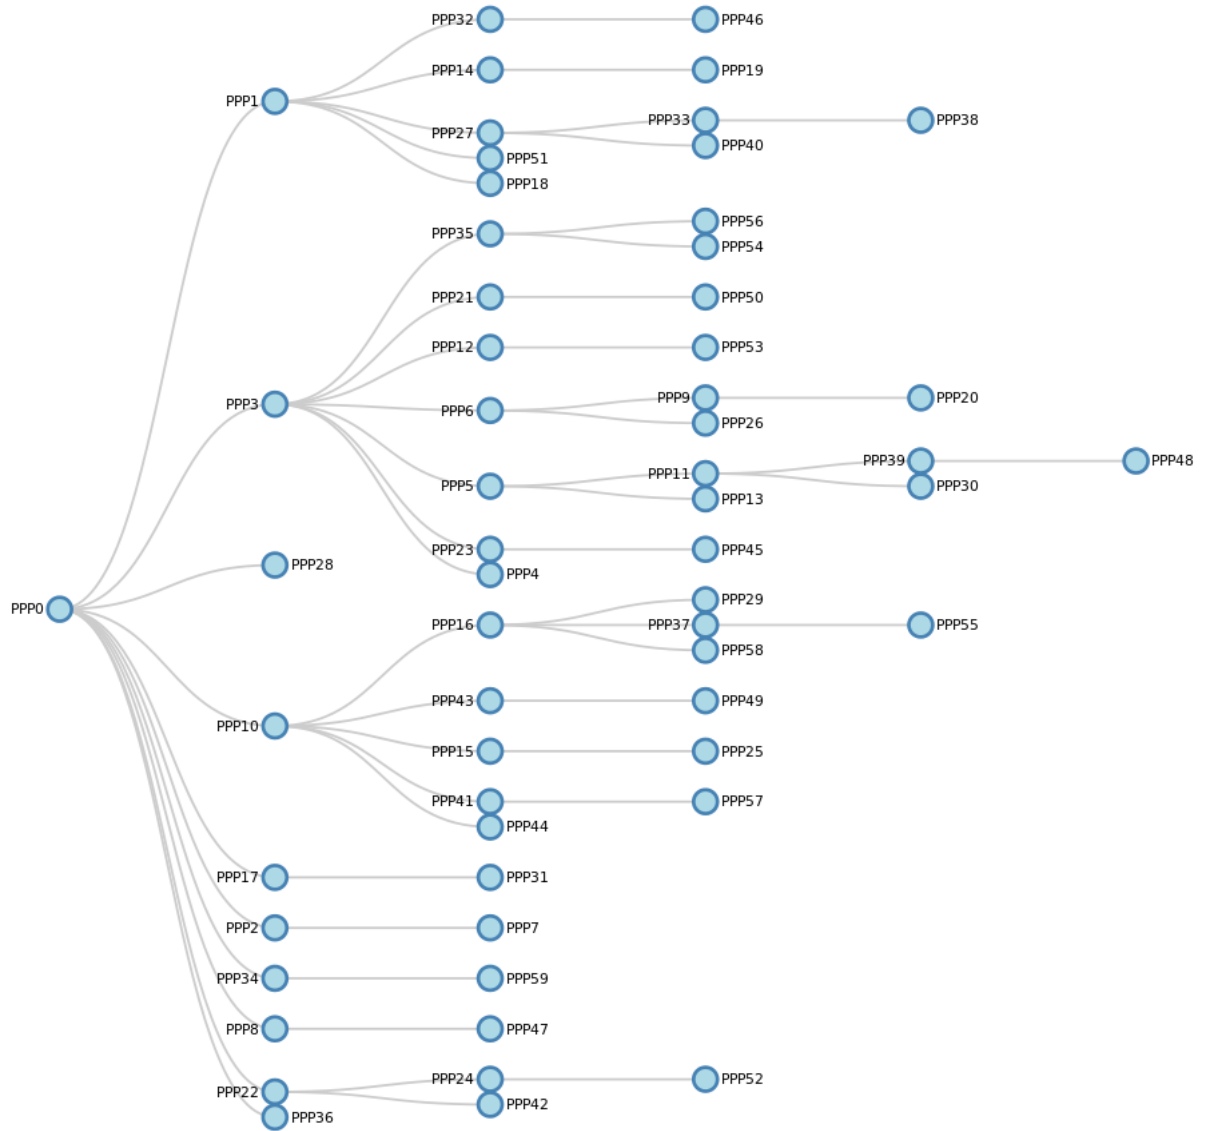 PPP32 PPP46
PPP14 PPP19
PPP1
PPP33 PPP38
PPP27
PPP40
PPP51
PPP18
PPP56
PPP35
PPP54
PPP21 PPP50
PPP12 PPP53
PPP9 PPP20
PPP3
PPP6
PPP26
PPP39 PPP48
PPP11
PPP5 PPP30
PPP13
PPP23 PPP45
PPP28
PPP4
PPP29
PPP0
PPP16 PPP37 PPP55
PPP58
PPP43 PPP49
PPP10
PPP15 PPP25
PPP41 PPP57
PPP44
PPP17 PPP31
PPP2 PPP7
PPP34 PPP59
PPP8 PPP47
PPP24 PPP52
PPP22
PPP42
PPP36